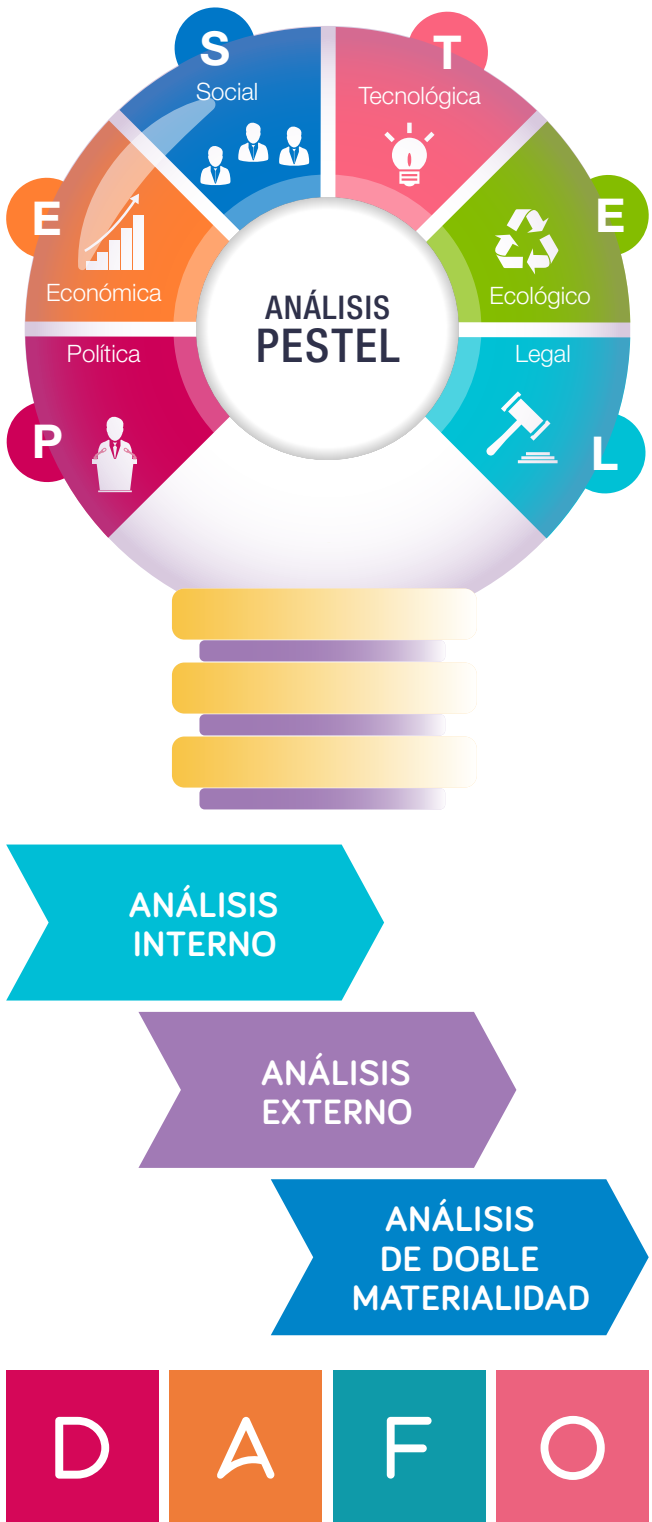 S
Social
T
Tecnológica
E
Económica
E
Ecológico
ANÁLISIS
PESTEL
Política
P
Legal
L
ANÁLISIS
INTERNO
ANÁLISIS
EXTERNO
ANÁLISIS
DE DOBLE
MATERIALIDAD
D A F O